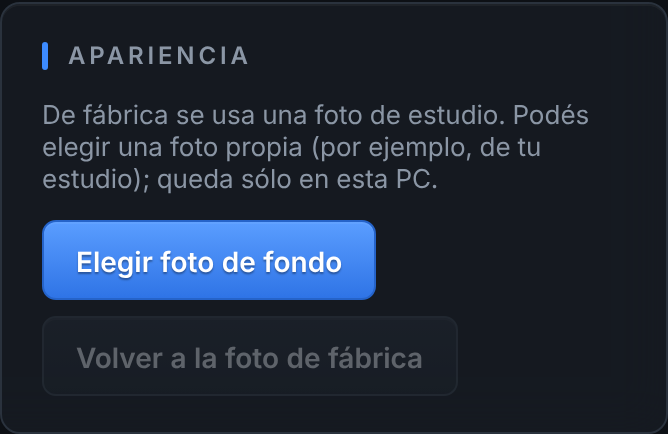 APARIENCIA
De fábrica se usa una foto de estudio. Podés
elegir una foto propia (por ejemplo, de tu
estudio); queda sólo en esta PC.
Elegir foto de fondo
Volver a la foto de fábrica